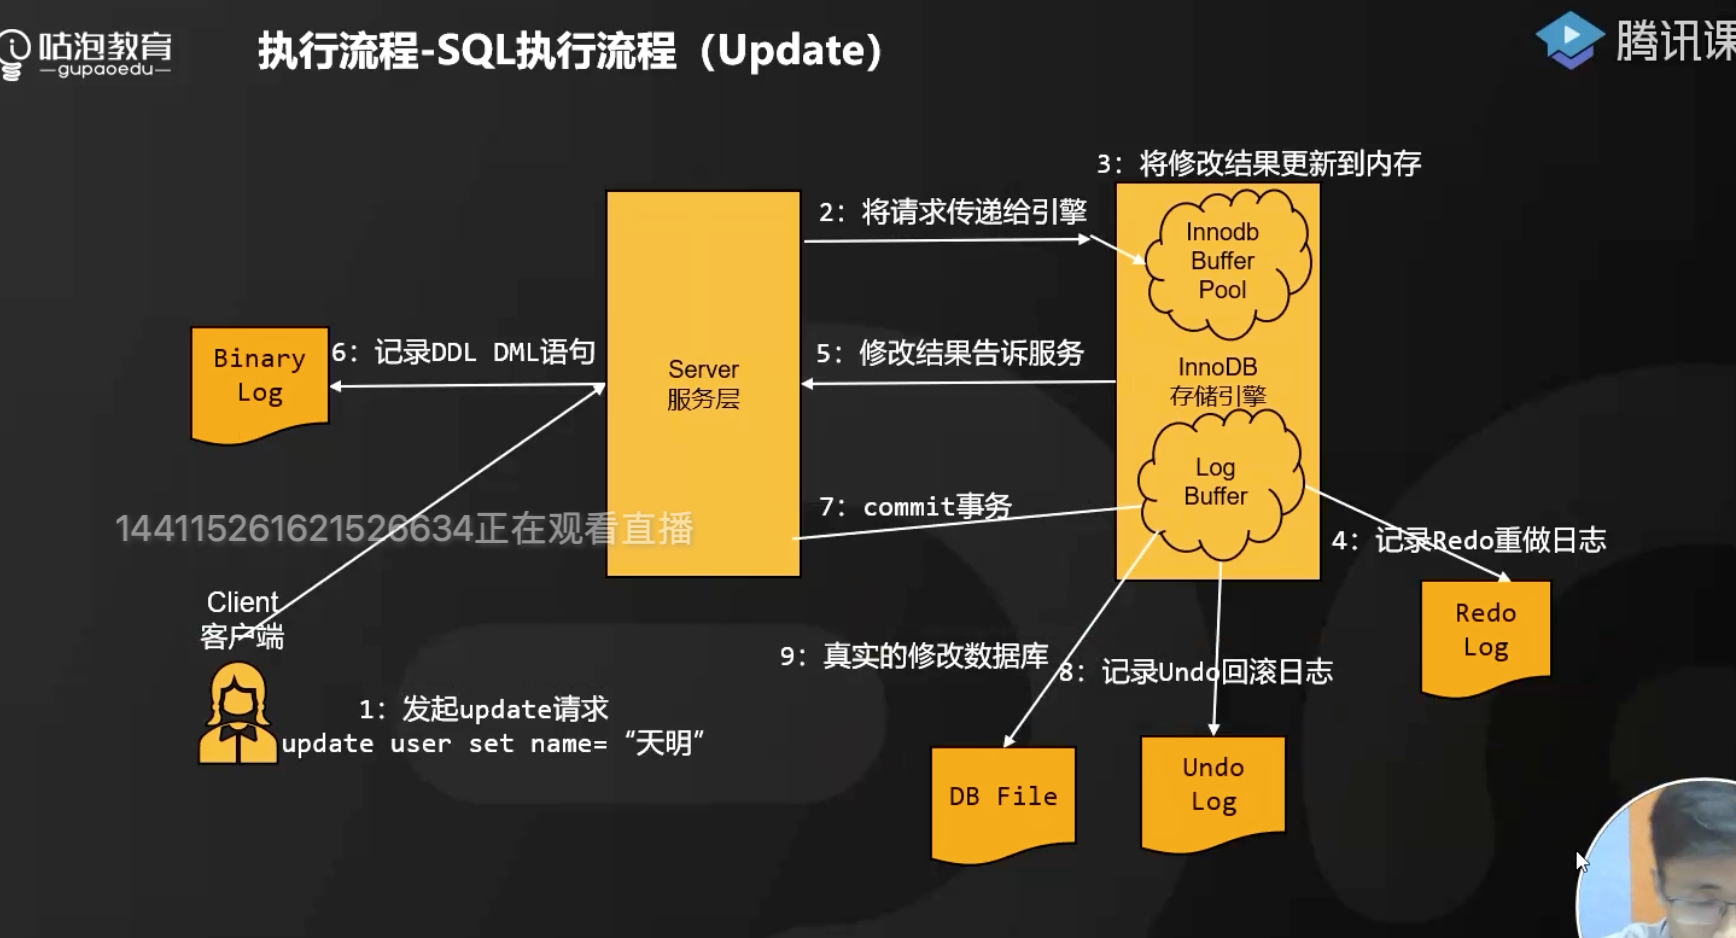 咕泡教育
gupaoedu
执行流程-SQL执行流程（Update）
腾讯课
3：将修改结果更新到内存
2：将请求传递给引擎
Innodb
Buffer
Pool
Binary
Log
6：记录DDL DML语句
Server
服务层
5：修改结果告诉服务
InnoDB
存储引擎
Log
Buffer
7：commit事务
144115261621526634正在观看直播
4：记录Redo重做日志
Redo
Log
Client
客户端
9：真实的修改数据库
8：记录Undo回滚日志
1：发起update请求
update user set name=“天明”
DB File
Undo
Log